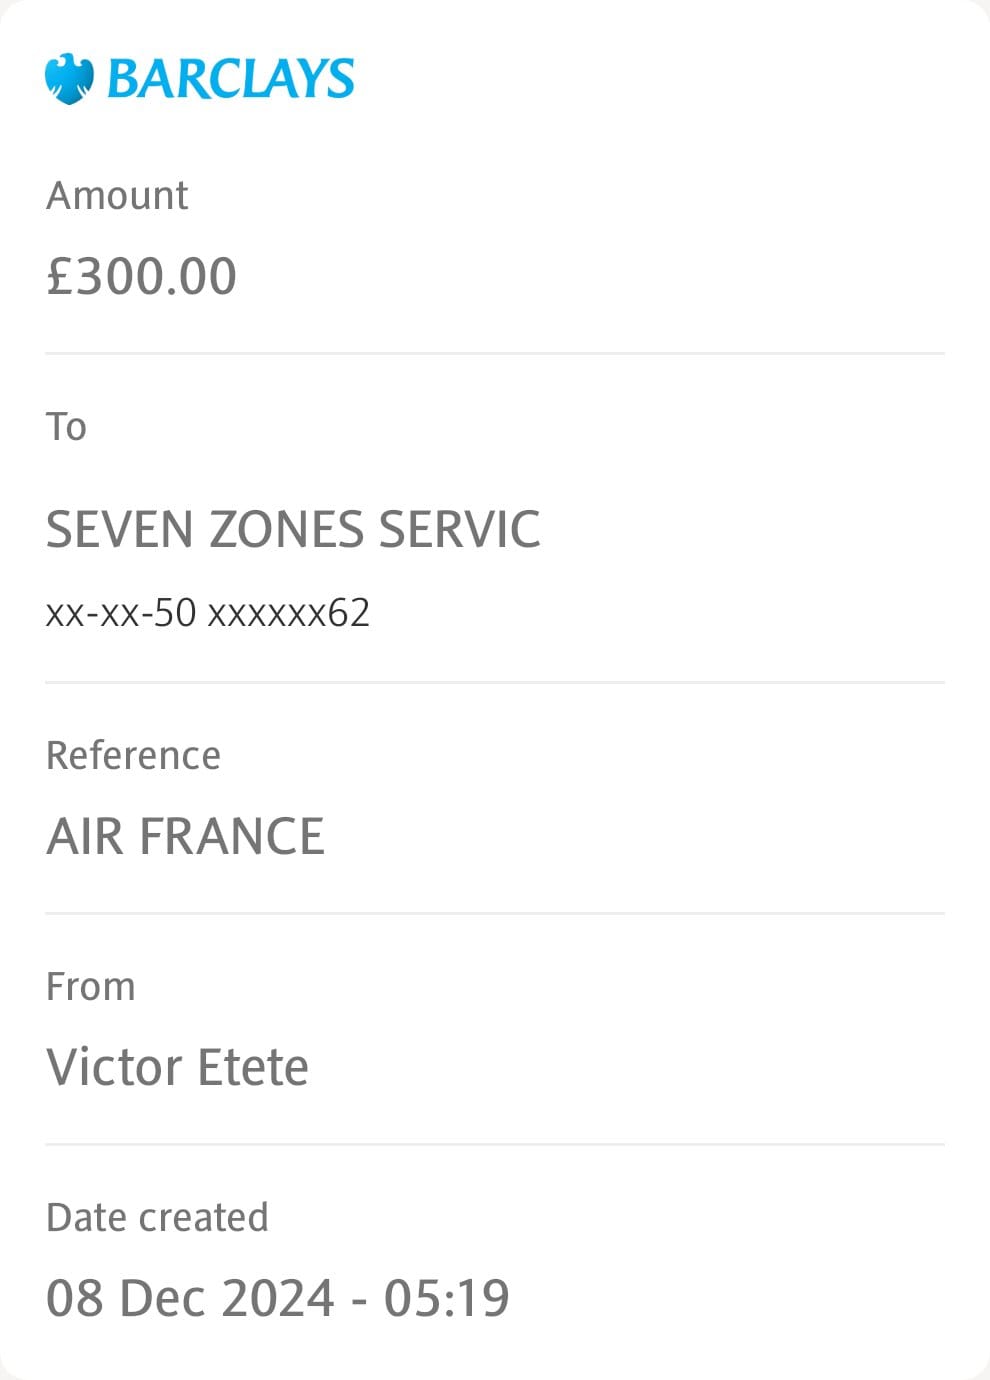 BARCLAYS
Amount
£300.00
To
SEVEN ZONES SERVIC
xx-xx-50 xxxxxx62
Reference
AIR FRANCE
From
Victor Etete
Date created
08 Dec 2024 - 05:19